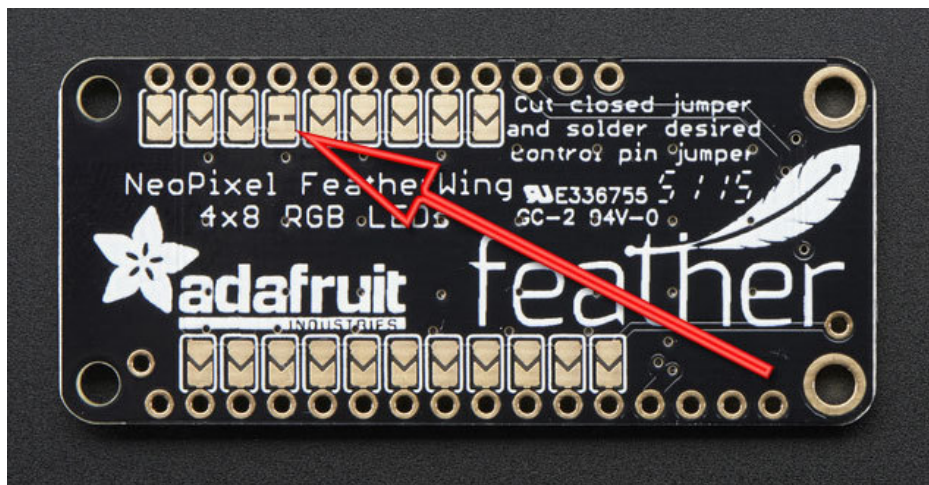 Cut closed jumper
and solder desired
control pin jumper
NeoPixel FeatherWing
4x8 RGB LEDs
E336755 5115
GC-2 94V-0
adafruit
INDUSTRIES
feather